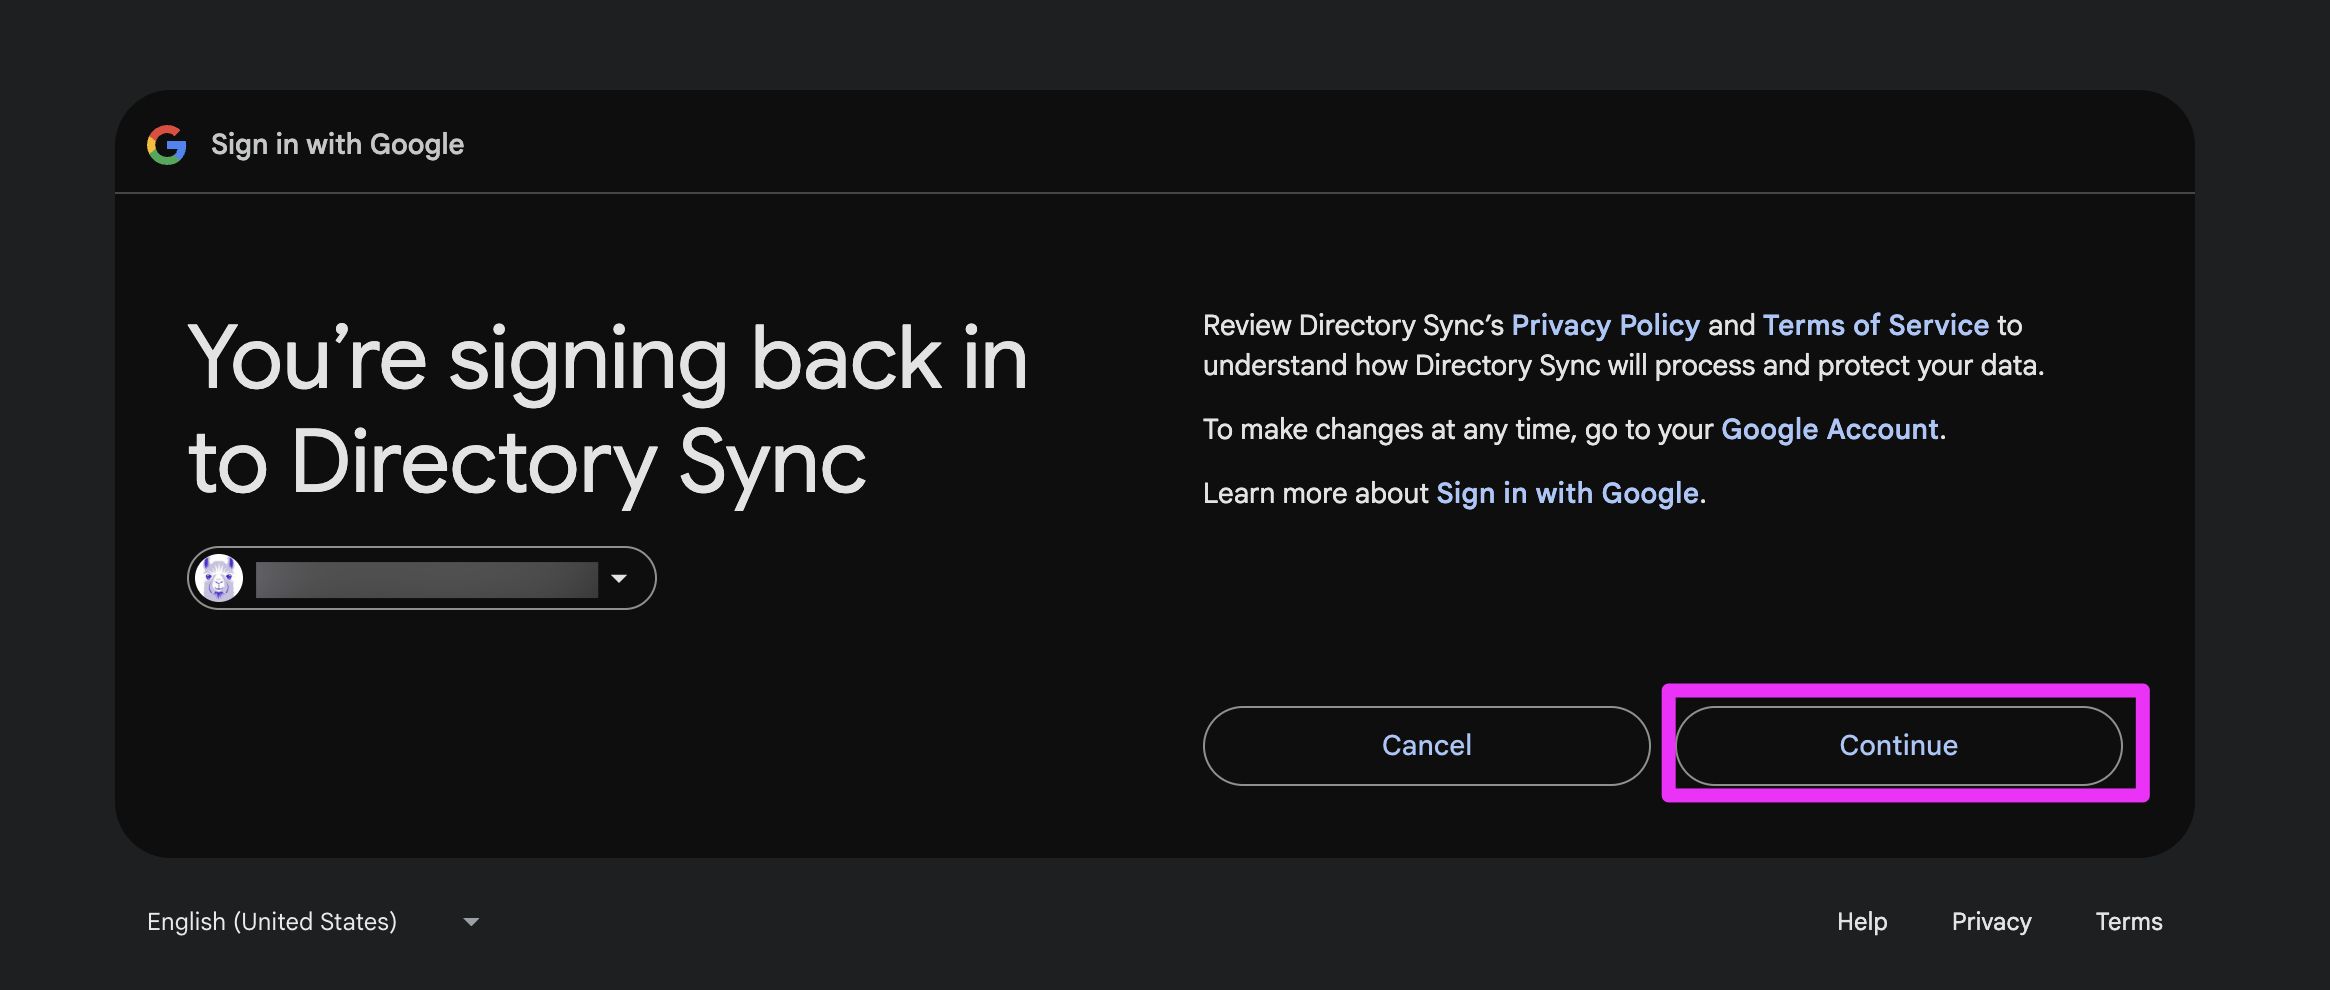 Sign in with Google
You’re signing back in
to Directory Sync
Review Directory Sync’s Privacy Policy and Terms of Service to
understand how Directory Sync will process and protect your data.
To make changes at any time, go to your Google Account.
Learn more about Sign in with Google.
Cancel
Continue
English (United States)
Help
Privacy
Terms